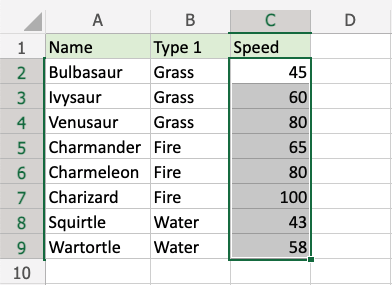 A B C D
1 Name Type 1 Speed
2 Bulbasaur Grass 45
3 Ivysaur Grass 60
4 Venusaur Grass 80
5 Charmander Fire 65
6 Charmeleon Fire 80
7 Charizard Fire 100
8 Squirtle Water 43
9 Wartortle Water 58
10